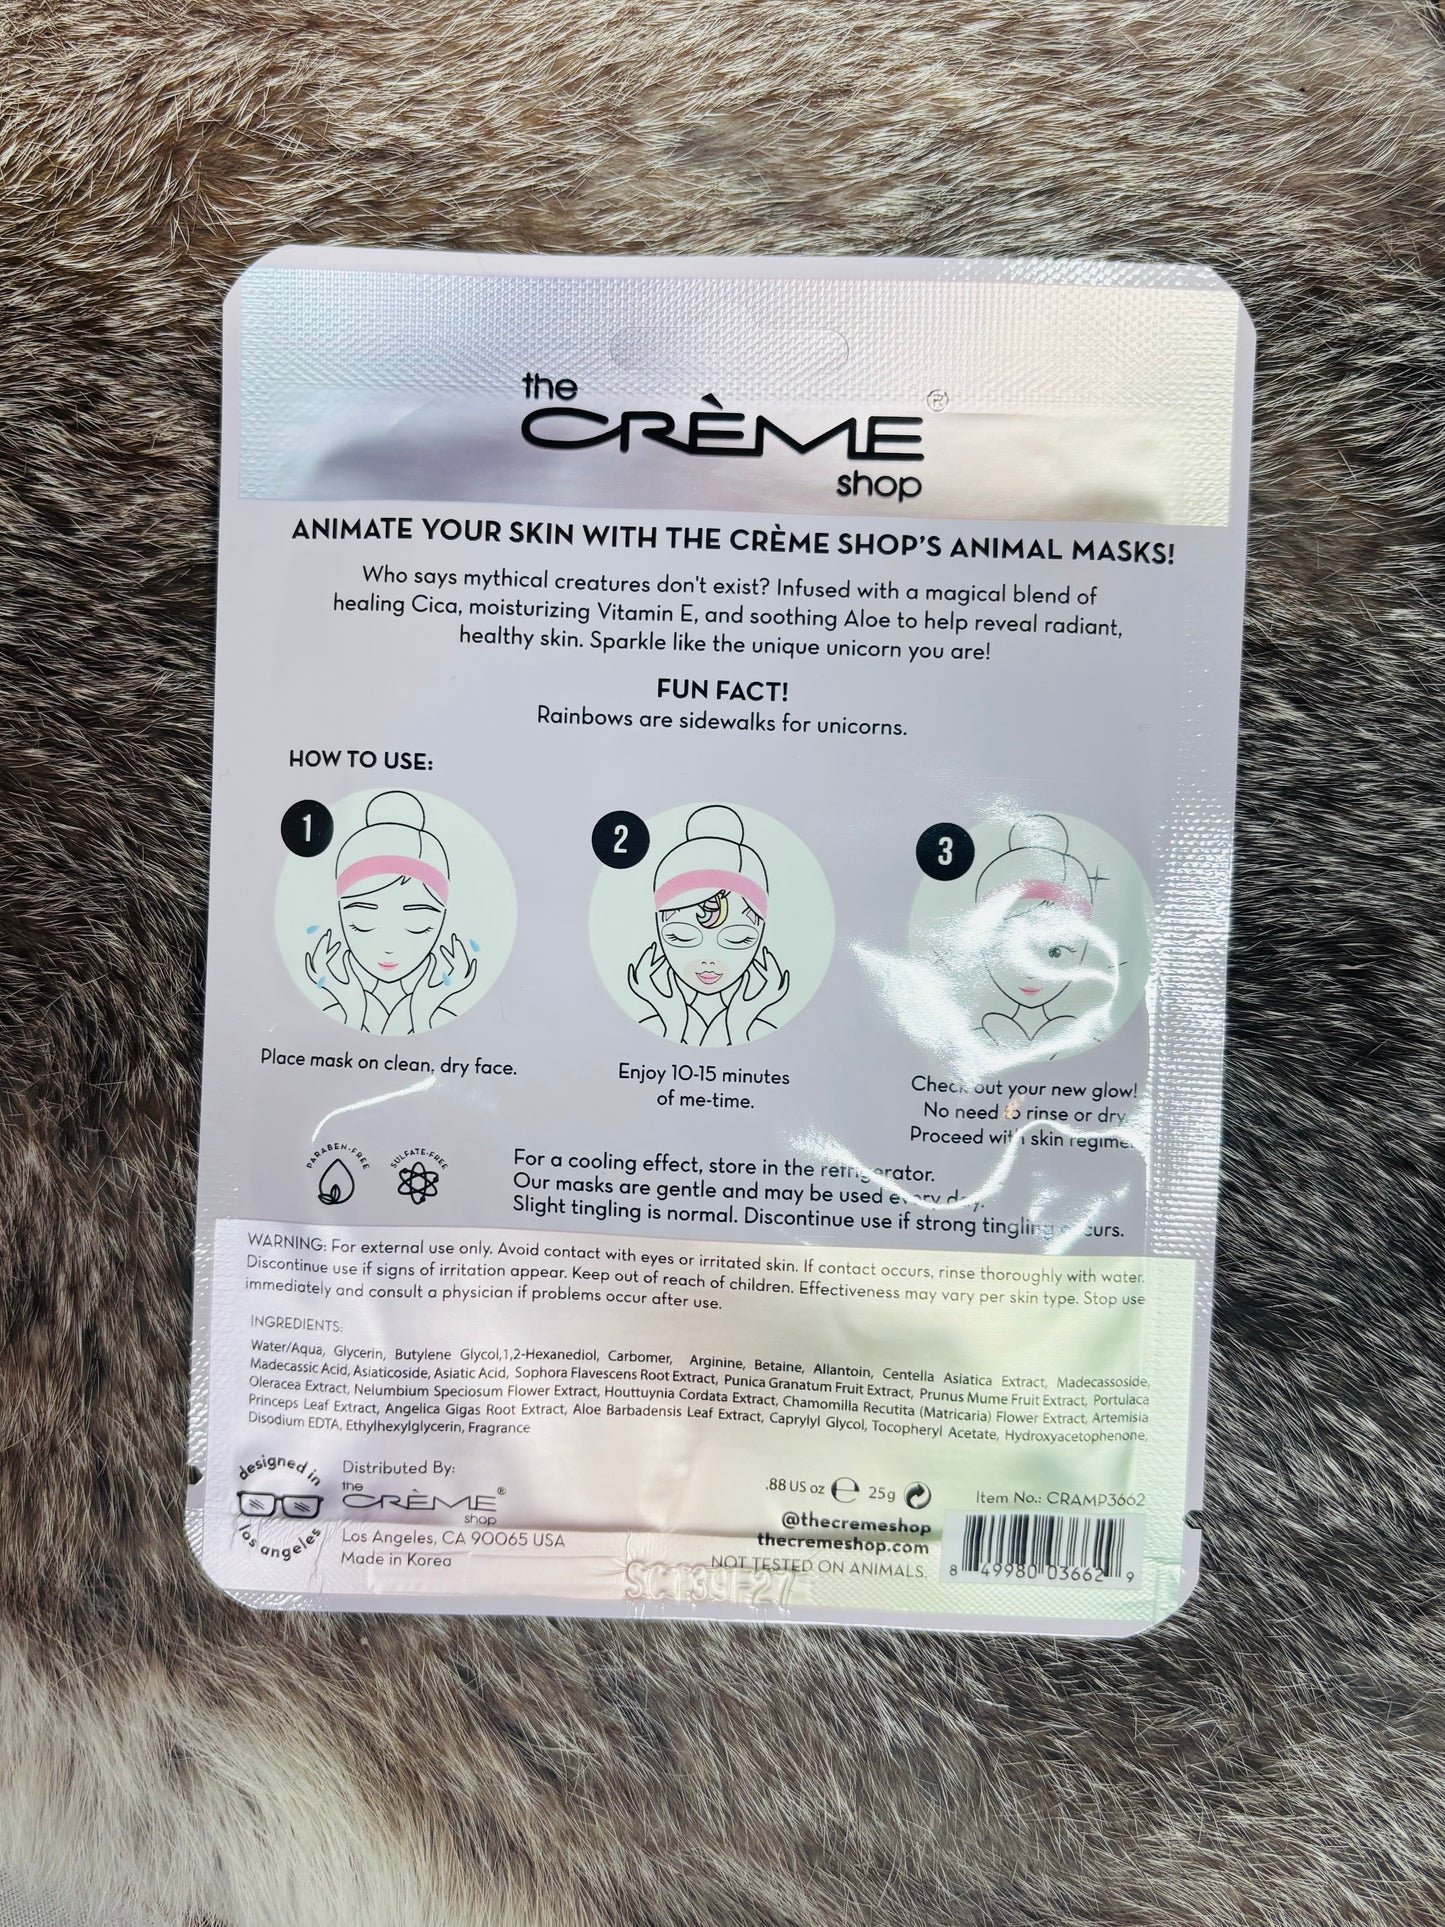 the
CRÈME®
shop
ANIMATE YOUR SKIN WITH THE CRÈME SHOP'S ANIMAL MASKS!
Who says mythical creatures don't exist? Infused with a magical blend of
healing Cica, moisturizing Vitamin E, and soothing Aloe to help reveal radiant,
healthy skin. Sparkle like the unique unicorn you are!
FUN FACT!
Rainbows are sidewalks for unicorns.
HOW TO USE:
1
2
3
Place mask on clean, dry face.
Enjoy 10-15 minutes
of me-time.
Check out your new glow!
No need to rinse or dry
Proceed with skin regime
PARABEN-FREE
SULFATE-FREE
For a cooling effect, store in the refrigerator.
Our masks are gentle and may be used every day.
Slight tingling is normal. Discontinue use if strong tingling occurs.
WARNING: For external use only. Avoid contact with eyes or irritated skin. If contact occurs, rinse thoroughly with water.
Discontinue use if signs of irritation appear. Keep out of reach of children. Effectiveness may vary per skin type. Stop use
immediately and consult a physician if problems occur after use.
INGREDIENTS:
Water/Aqua, Glycerin, Butylene Glycol,1,2-Hexanediol, Carbomer, Arginine, Betaine, Allantoin, Centella Asiatica Extract, Madecassoside,
Madecassic Acid, Asiaticoside, Asiatic Acid, Sophora Flavescens Root Extract, Punica Granatum Fruit Extract, Prunus Mume Fruit Extract, Portulaca
Oleracea Extract, Nelumbium Speciosum Flower Extract, Houttuynia Cordata Extract, Chamomilla Recutita (Matricaria) Flower Extract, Artemisia
Princeps Leaf Extract, Angelica Gigas Root Extract, Aloe Barbadensis Leaf Extract, Caprylyl Glycol, Tocopheryl Acetate, Hydroxyacetophenone,
Disodium EDTA, Ethylhexylglycerin, Fragrance
designed in
los angeles
Distributed By:
the
CRÈME®
shop
Los Angeles, CA 90065 USA
Made in Korea
.88 US oz ℮ 25g
@thecremeshop
thecremeshop.com
NOT TESTED ON ANIMALS.
Item No.: CRAMP3662
8 49980 03662 9